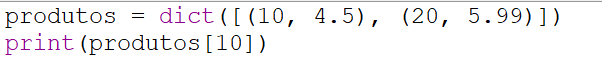 produtos = dict([(10, 4.5), (20, 5.99)])
print(produtos[10])